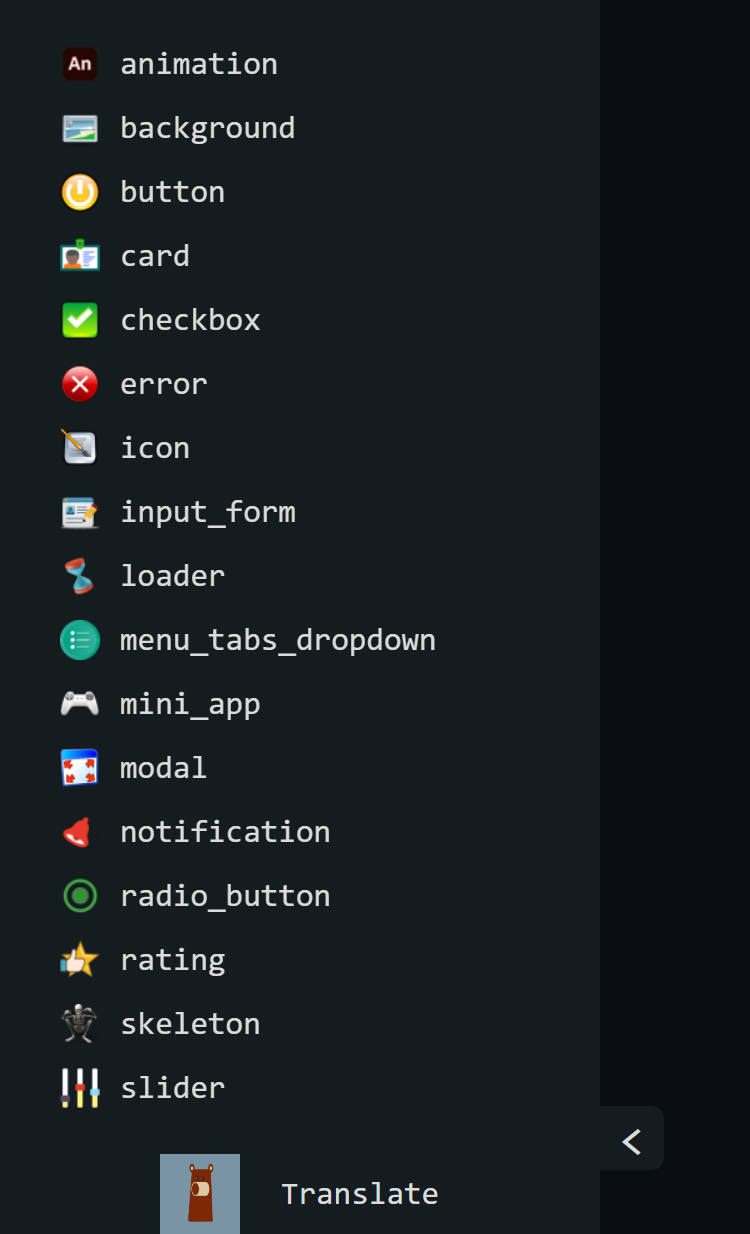 An animation
background
button
card
checkbox
error
icon
input_form
loader
menu_tabs_dropdown
mini_app
modal
notification
radio_button
rating
skeleton
slider
Translate